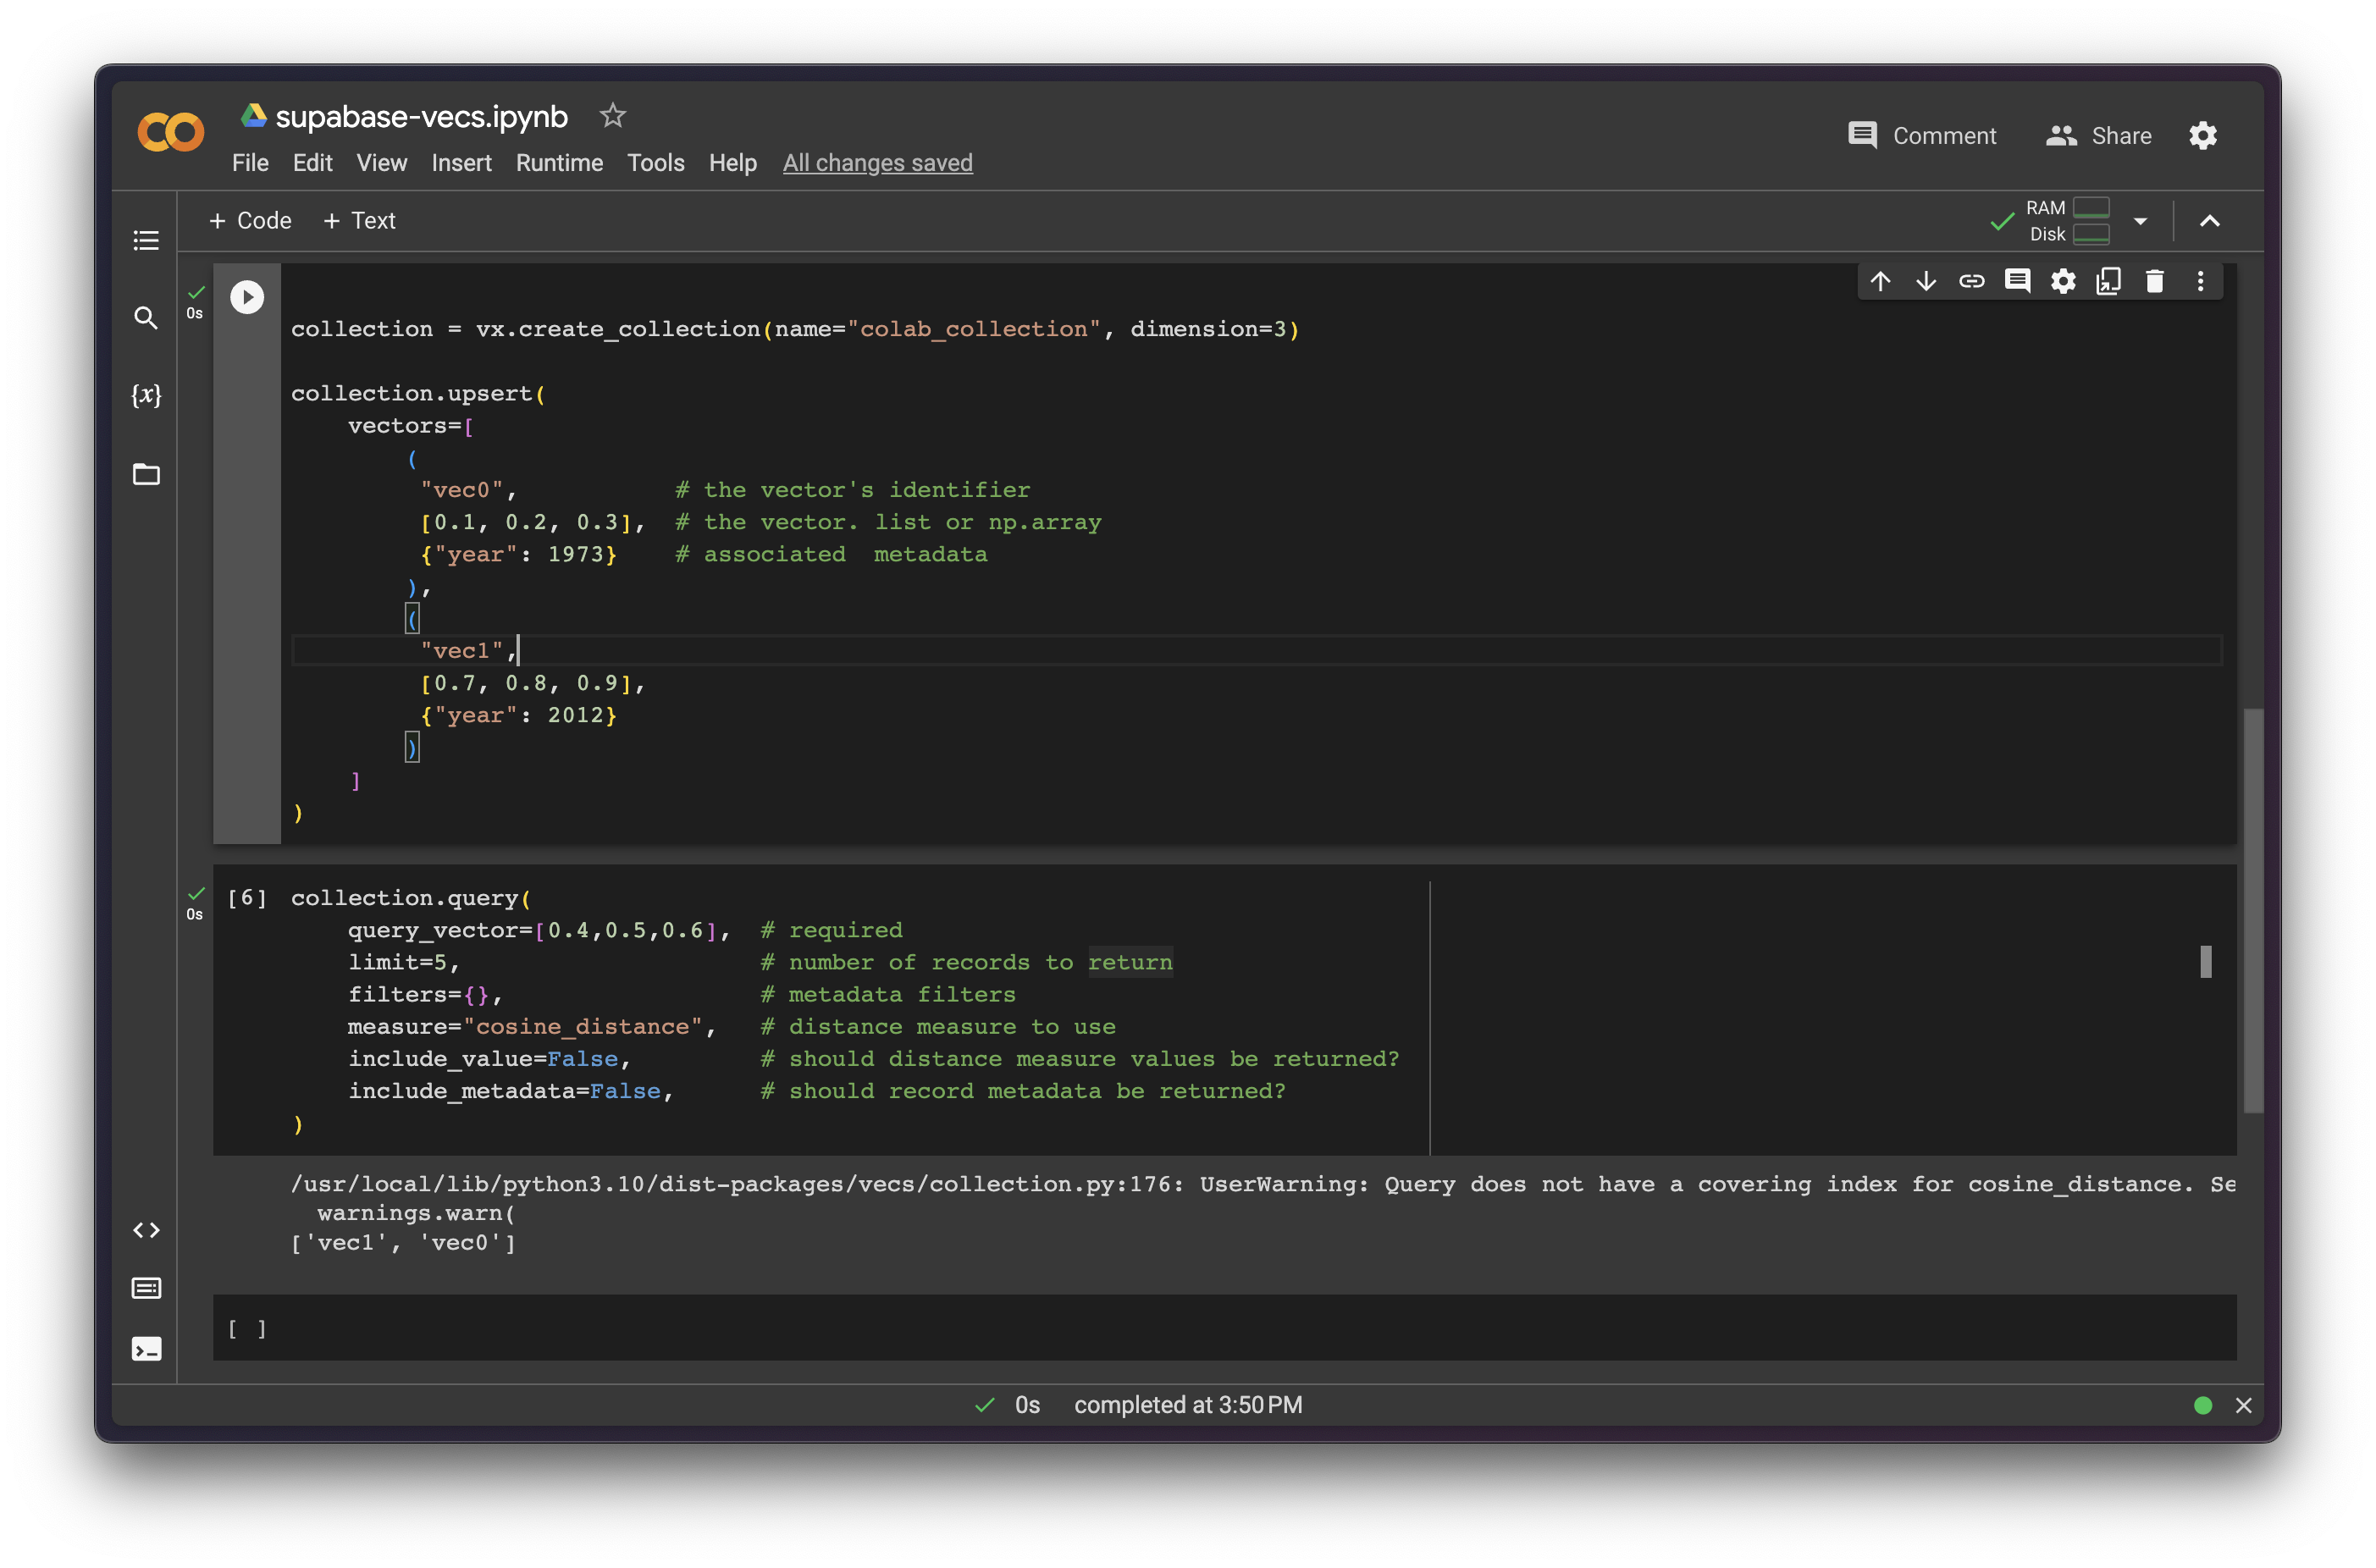 supabase-vecs.ipynb
File Edit View Insert Runtime Tools Help All changes saved
Comment Share
+ Code + Text
RAM
Disk
0s
collection = vx.create_collection(name="colab_collection", dimension=3)
collection.upsert(
    vectors=[
        (
         "vec0",           # the vector's identifier
         [0.1, 0.2, 0.3],  # the vector. list or np.array
         {"year": 1973}    # associated  metadata
        ),
        (
         "vec1",
         [0.7, 0.8, 0.9],
         {"year": 2012}
        )
    ]
)
0s
[6] collection.query(
    query_vector=[0.4,0.5,0.6],  # required
    limit=5,                     # number of records to return
    filters={},                  # metadata filters
    measure="cosine_distance",   # distance measure to use
    include_value=False,         # should distance measure values be returned?
    include_metadata=False,      # should record metadata be returned?
)
/usr/local/lib/python3.10/dist-packages/vecs/collection.py:176: UserWarning: Query does not have a covering index for cosine_distance. Se
  warnings.warn(
['vec1', 'vec0']
[ ]
0s completed at 3:50 PM